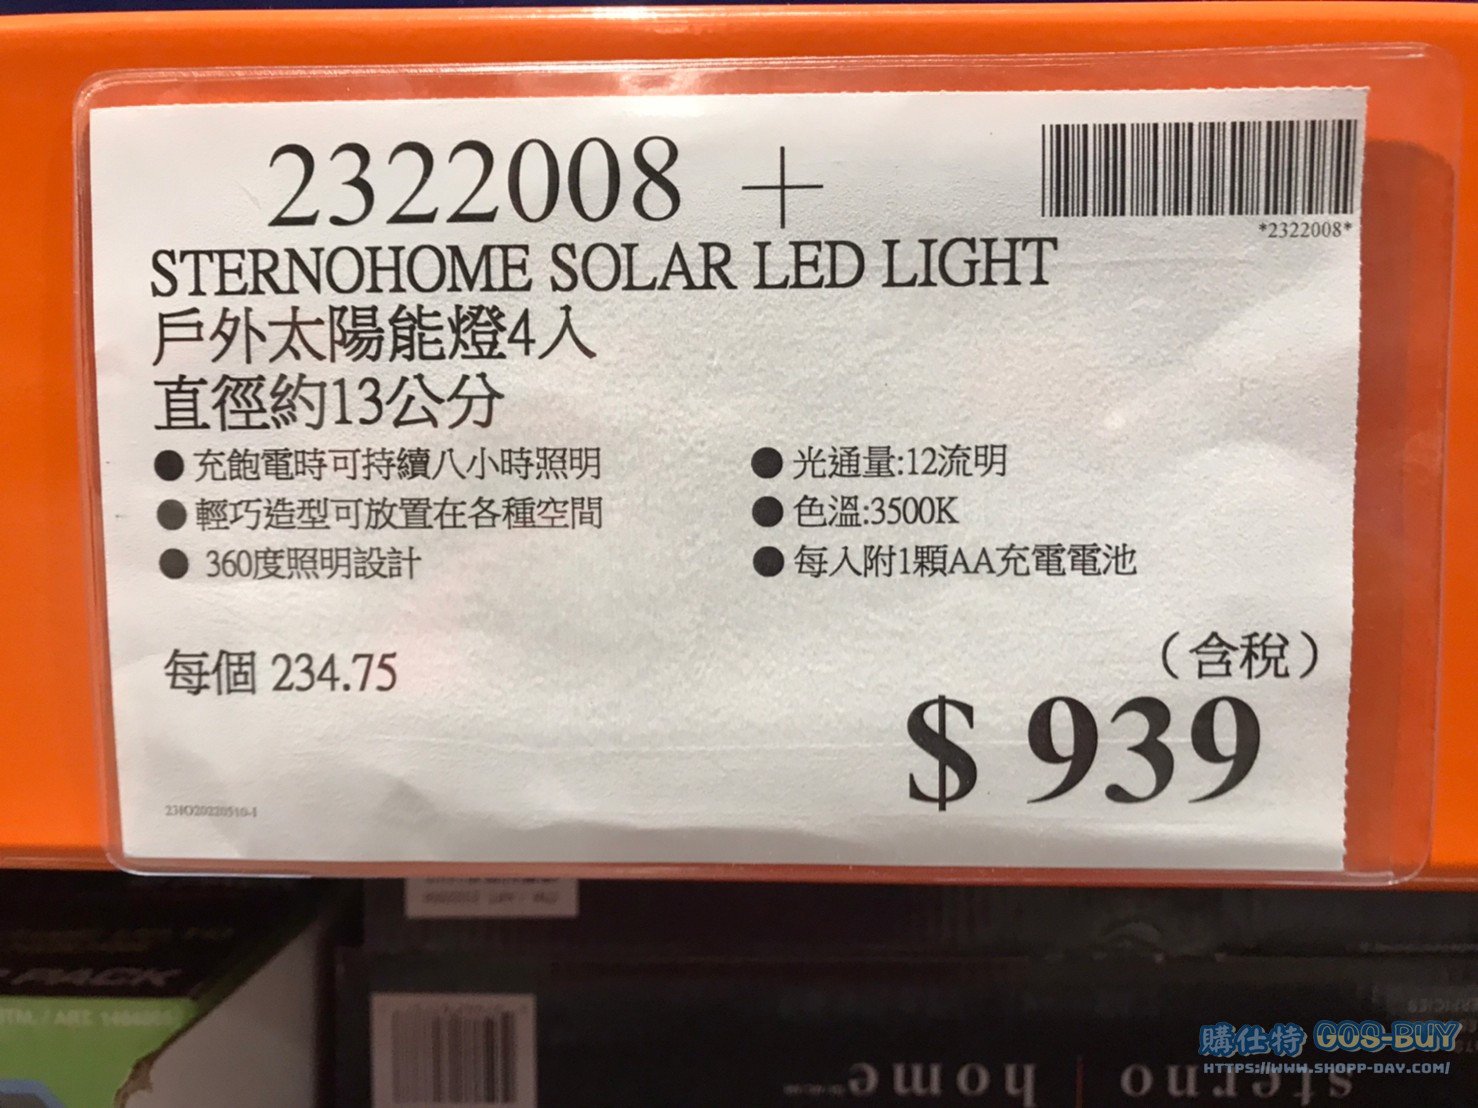 2322008 +
*2322008*
STERNOHOME SOLAR LED LIGHT
戶外太陽能燈4入
直徑約13公分
● 充飽電時可持續八小時照明
● 輕巧造型可放置在各種空間
● 360度照明設計
● 光通量:12流明
● 色溫:3500K
● 每入附1顆AA充電電池
每個 234.75
(含稅)
$ 939
PACK
sterno | home
購仕特 GOS-BUY
HTTPS://WWW.SHOPP-DAY.COM/